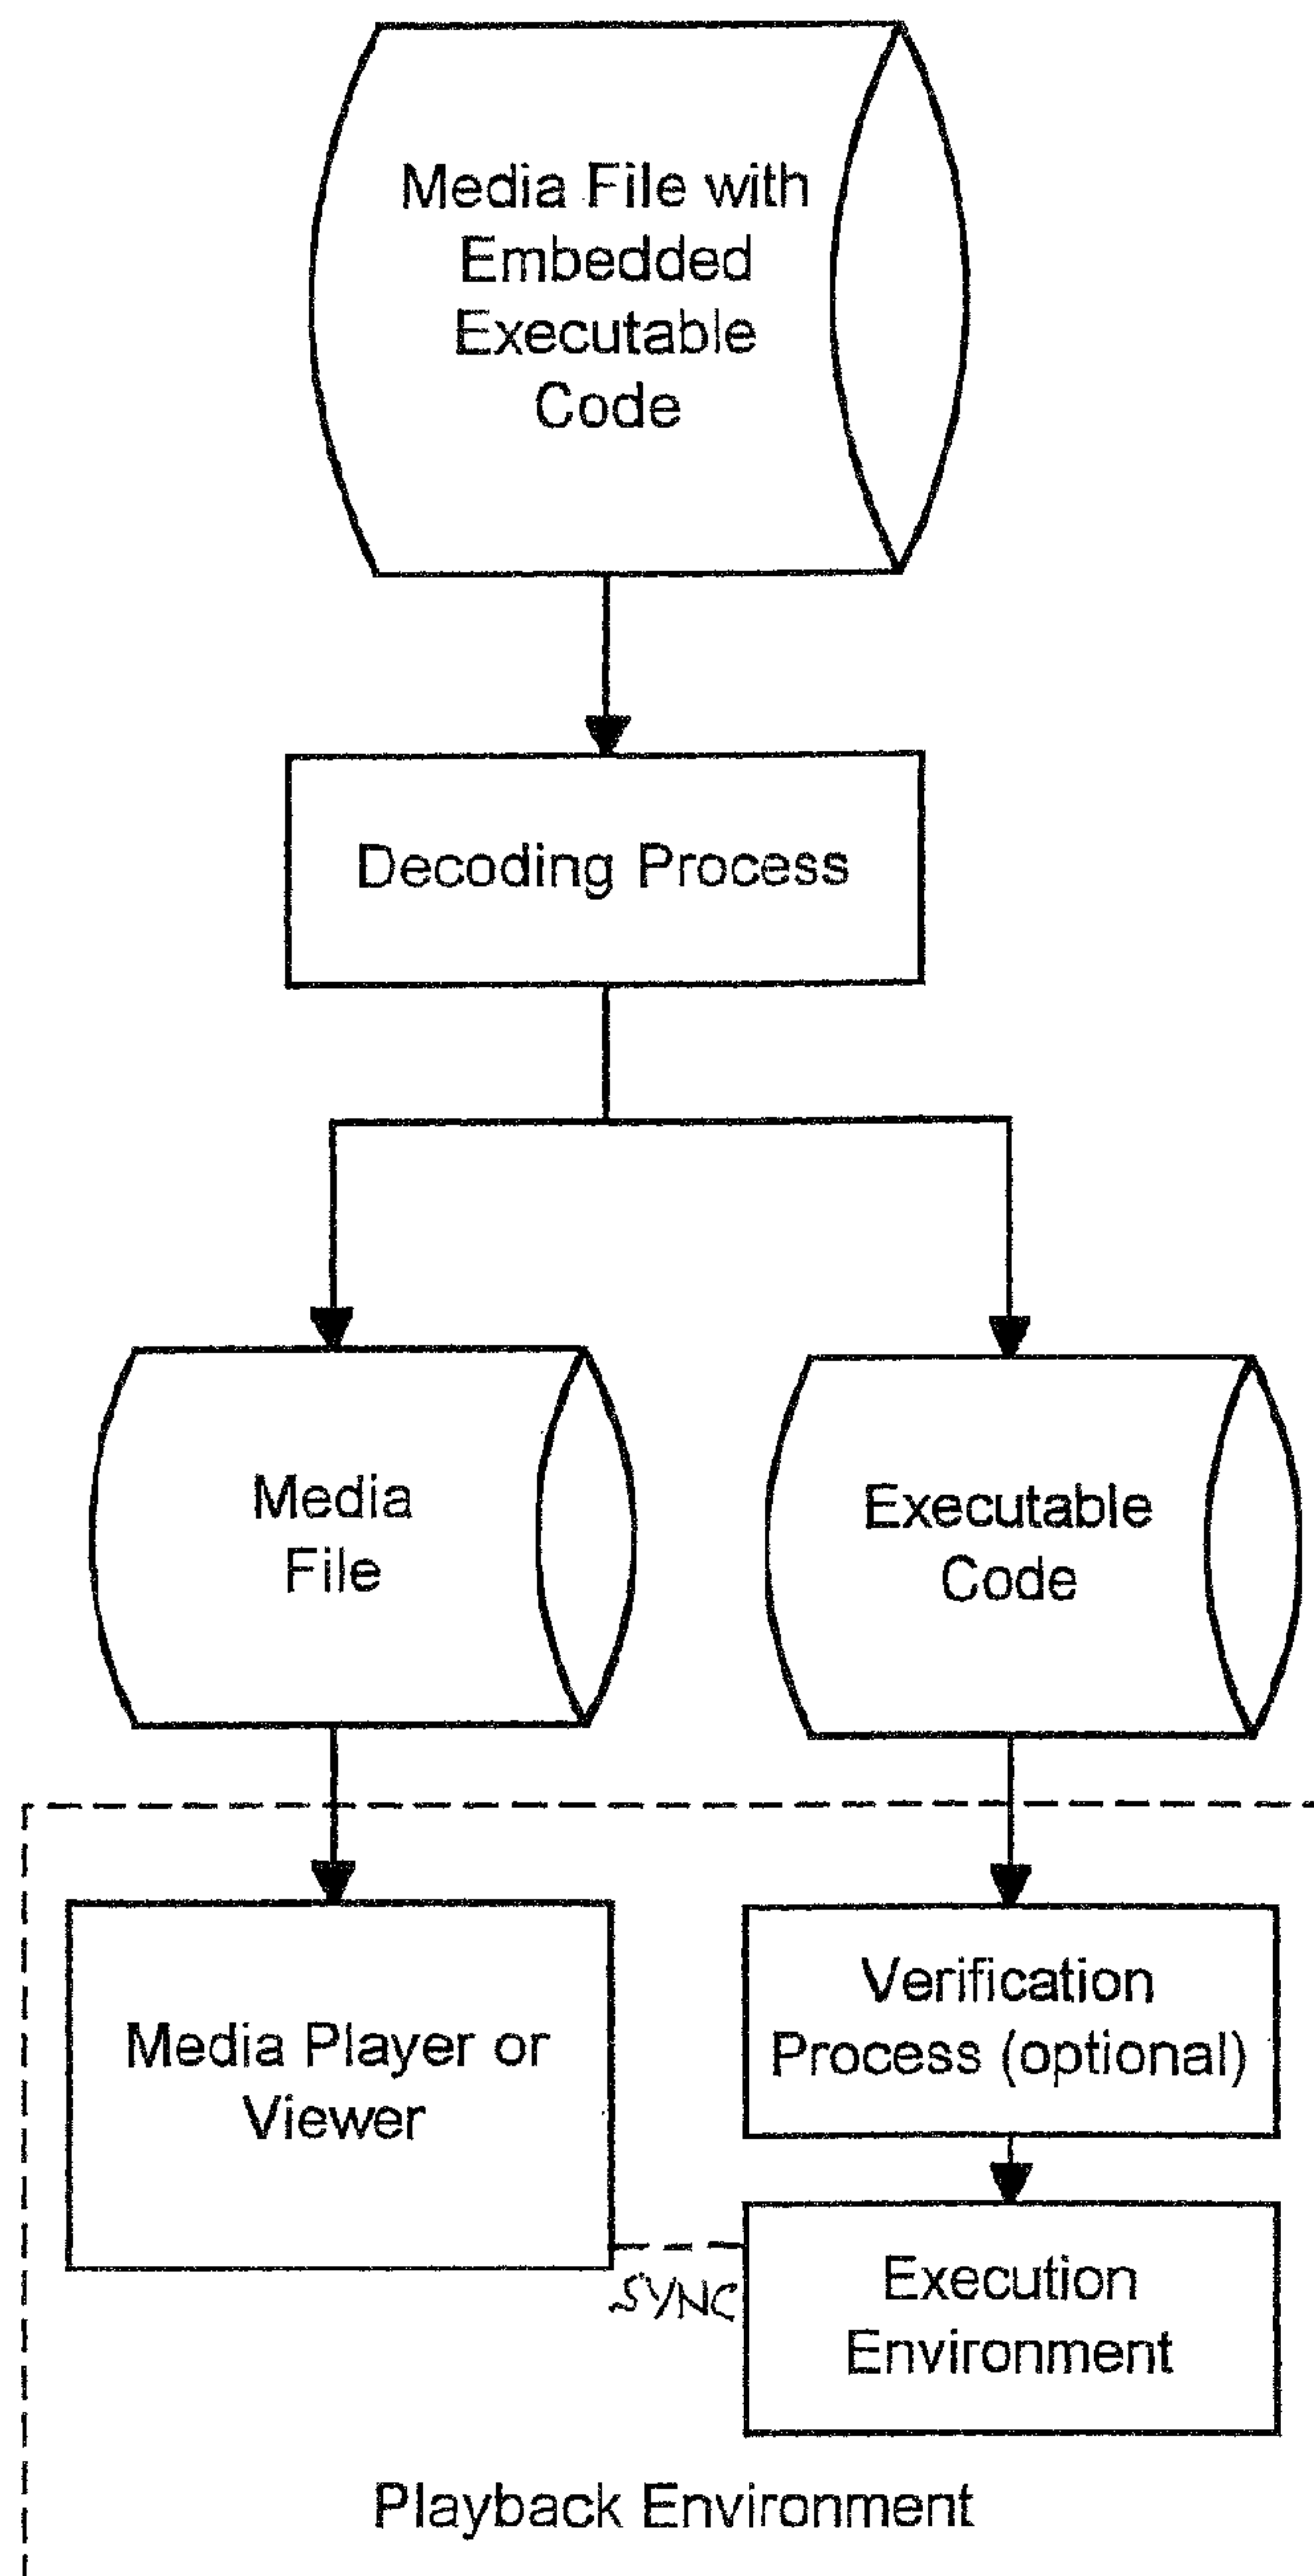 Media File with
Embedded
Executable
Code
Decoding Process
Media
File
Executable
Code
Media Player or
Viewer
Verification
Process (optional)
SYNC
Execution
Environment
Playback Environment